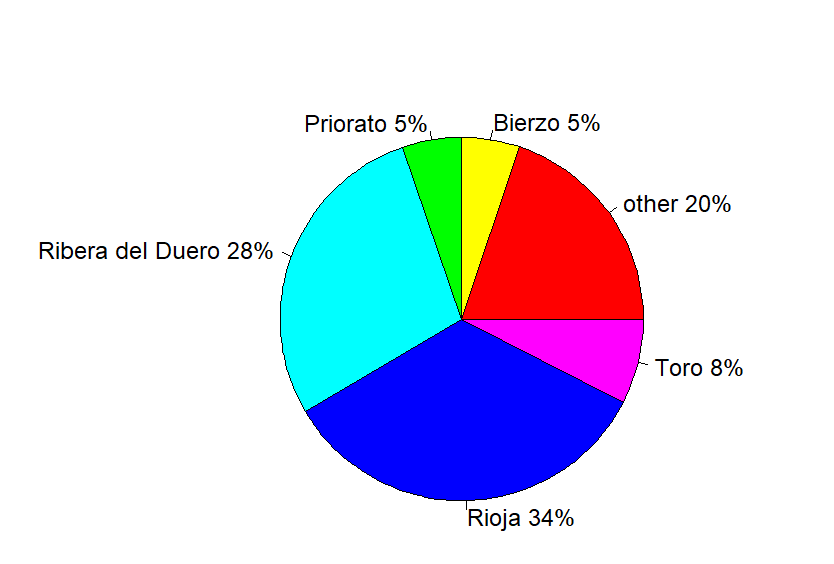 Priorato 5%
Bierzo 5%
other 20%
Ribera del Duero 28%
Toro 8%
Rioja 34%